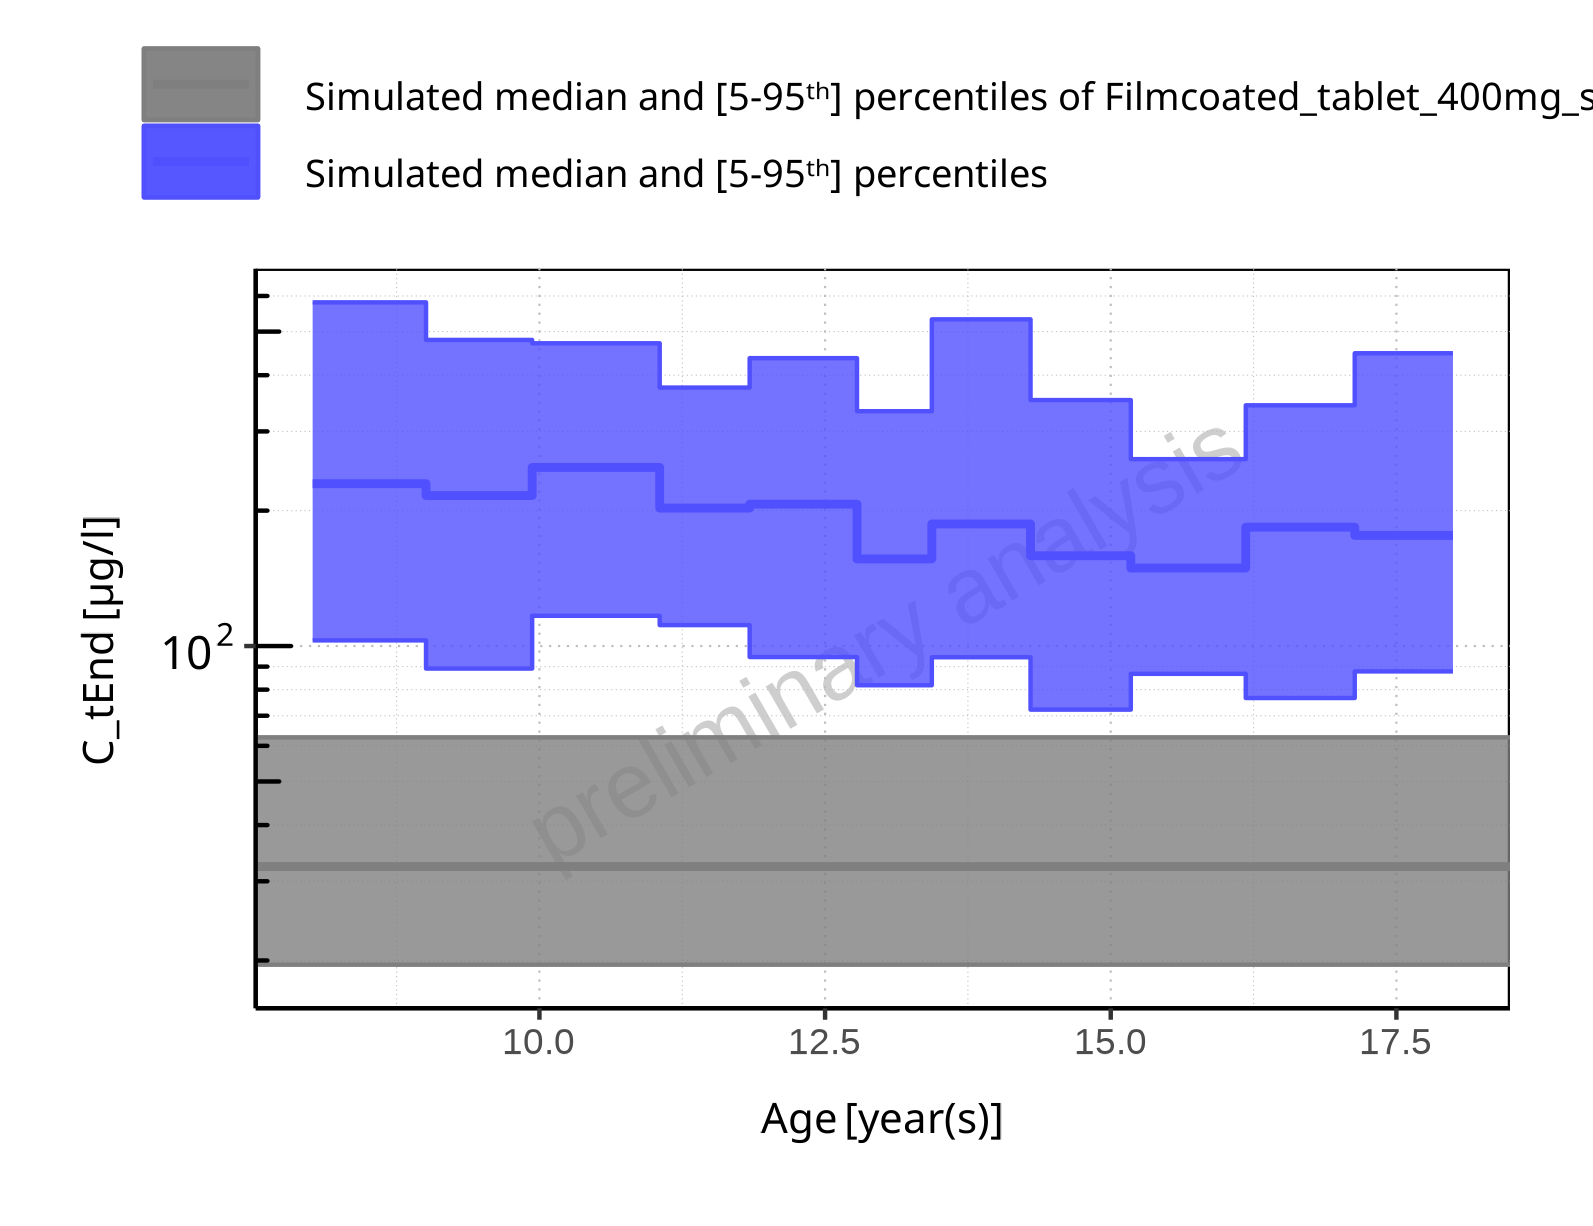 Simulated median and [5-95th] percentiles of Filmcoated_tablet_400mg_s
Simulated median and [5-95th] percentiles
C_tEnd [µg/l]
10²
preliminary analysis
10.0 12.5 15.0 17.5
Age [year(s)]